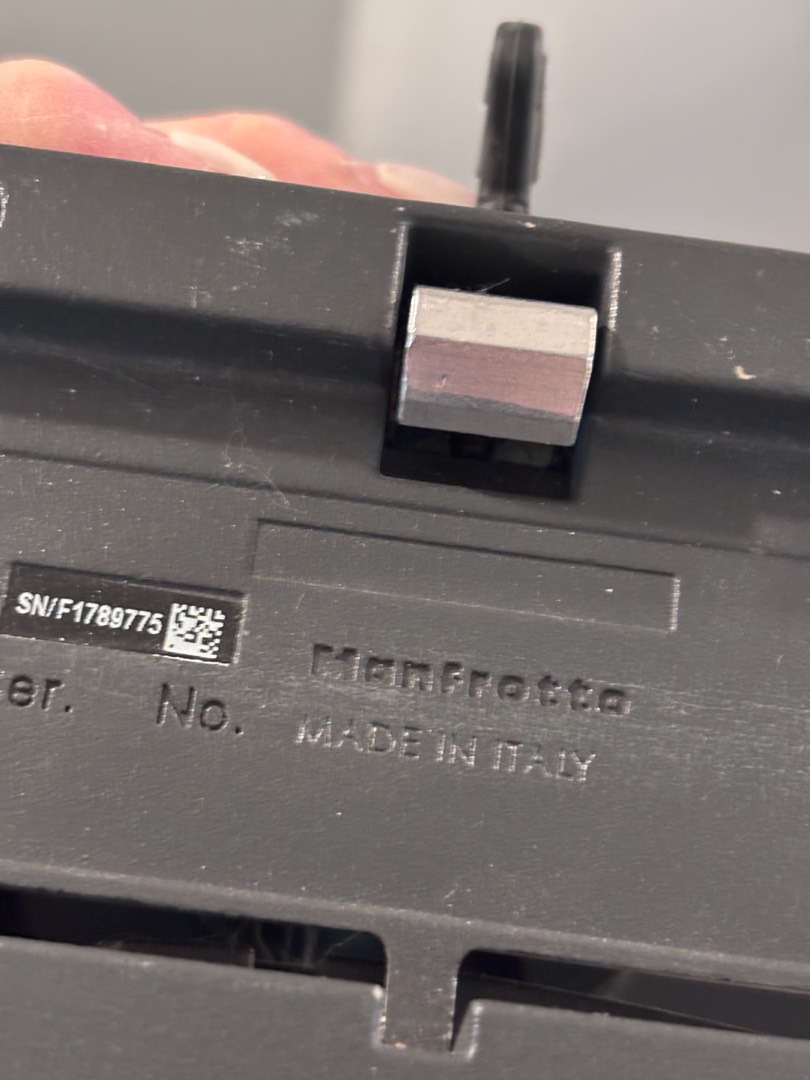 SN/F1789775
er. No.
Manfrotto
MADE IN ITALY